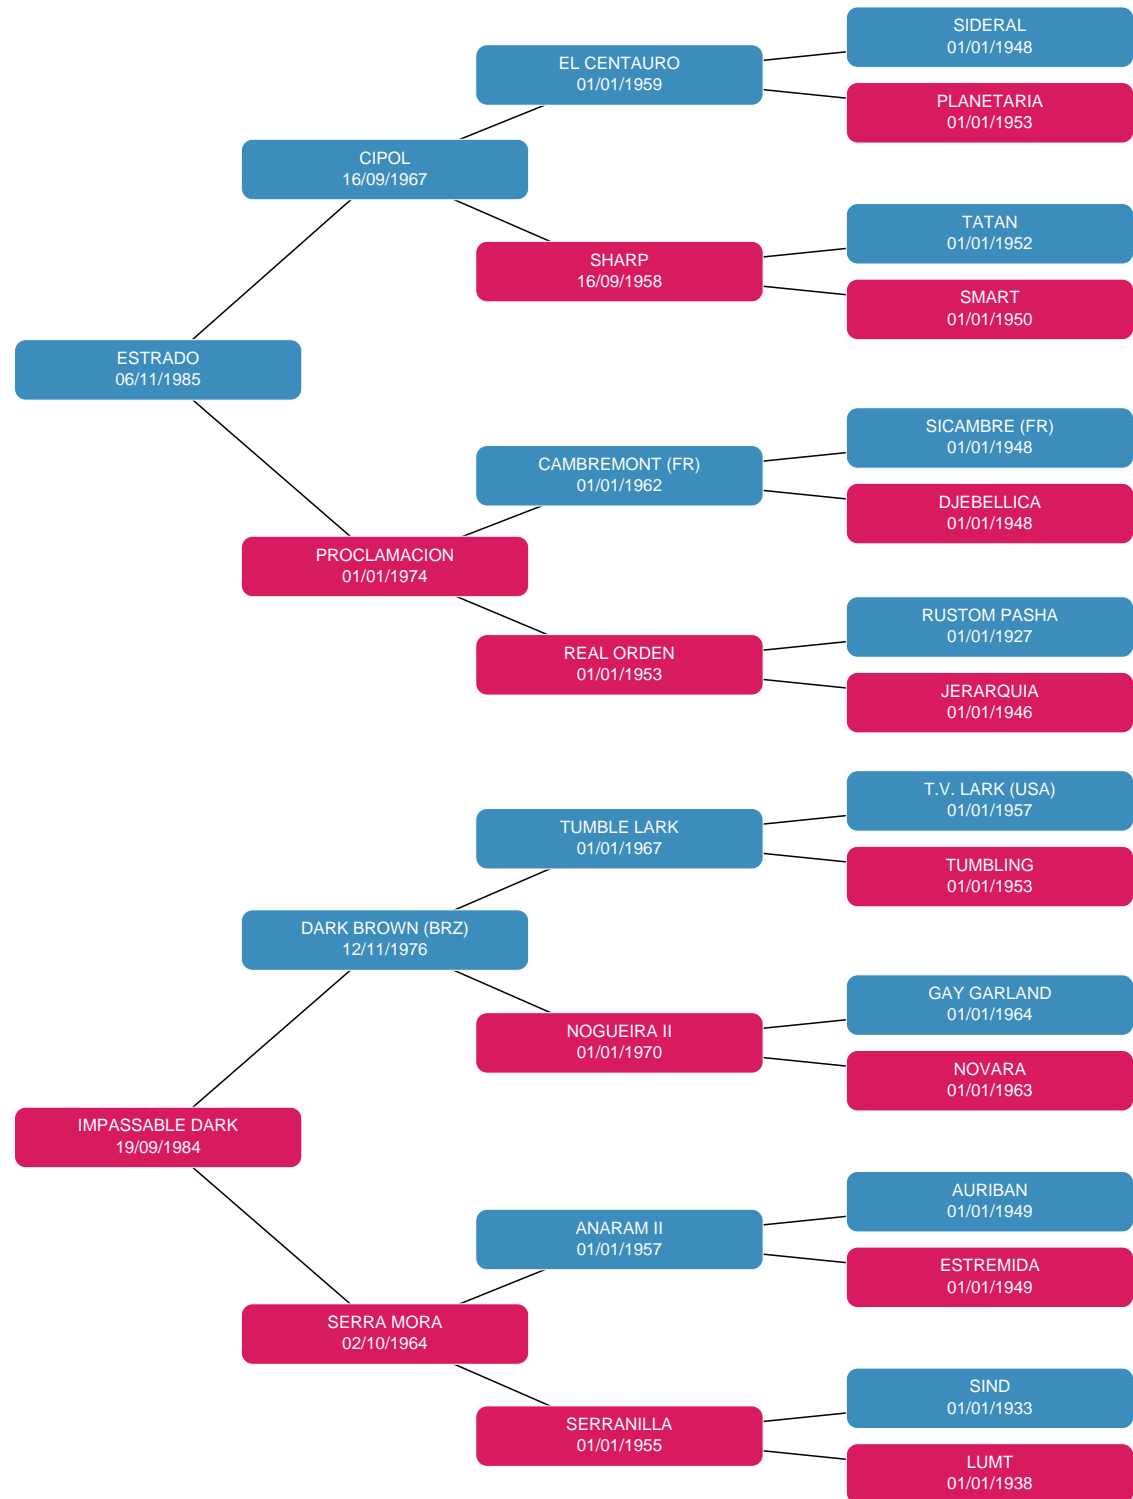 SIDERAL
01/01/1948
EL CENTAURO
01/01/1959
PLANETARIA
01/01/1953
CIPOL
16/09/1967
TATAN
01/01/1952
SHARP
16/09/1958
SMART
01/01/1950
ESTRADO
06/11/1985
SICAMBRE (FR)
01/01/1948
CAMBREMONT (FR)
01/01/1962
DJEBELLICA
01/01/1948
PROCLAMACION
01/01/1974
RUSTOM PASHA
01/01/1927
REAL ORDEN
01/01/1953
JERARQUIA
01/01/1946
T.V. LARK (USA)
01/01/1957
TUMBLE LARK
01/01/1967
TUMBLING
01/01/1953
DARK BROWN (BRZ)
12/11/1976
GAY GARLAND
01/01/1964
NOGUEIRA II
01/01/1970
NOVARA
01/01/1963
IMPASSABLE DARK
19/09/1984
AURIBAN
01/01/1949
ANARAM II
01/01/1957
ESTREMIDA
01/01/1949
SERRA MORA
02/10/1964
SIND
01/01/1933
SERRANILLA
01/01/1955
LUMT
01/01/1938